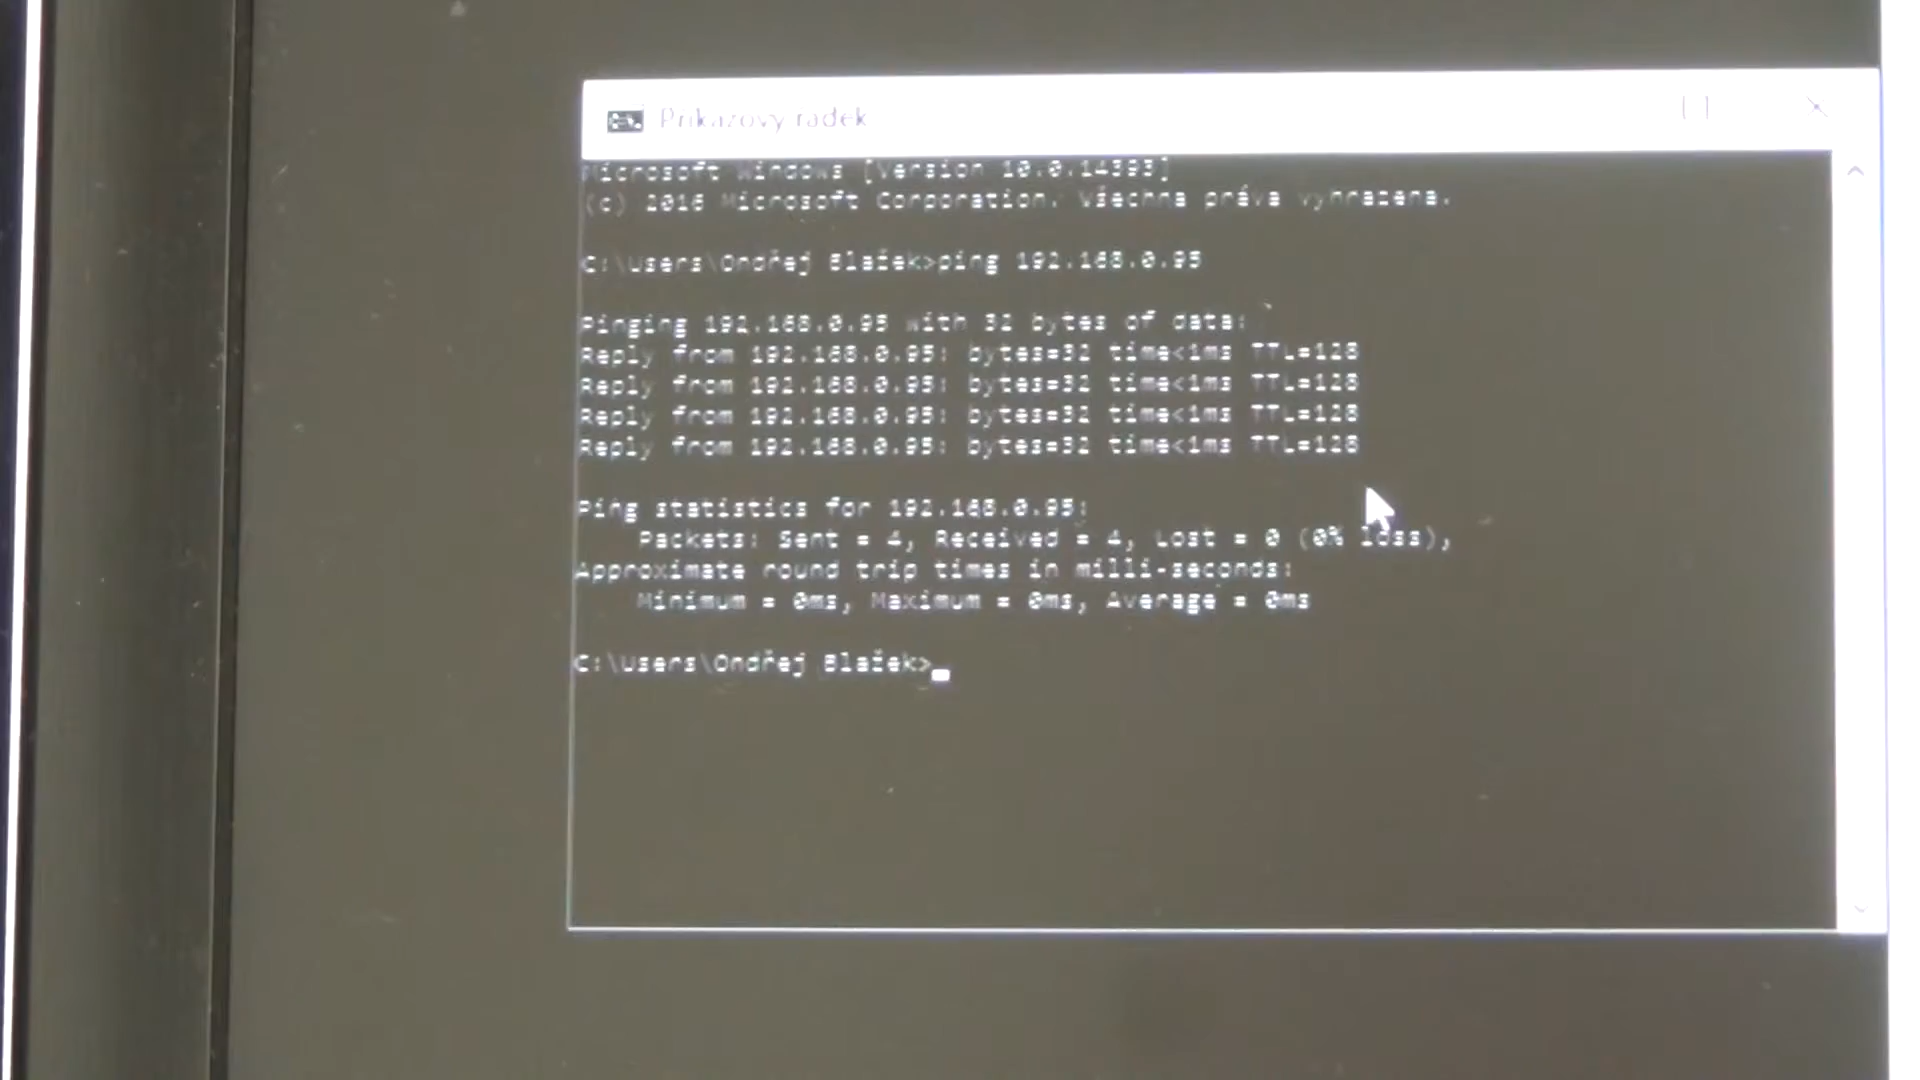 Příkazový řádek
Microsoft Windows [Version 10.0.14393]
(c) 2016 Microsoft Corporation. Všechna práva vyhrazena.
C:\Users\Ondřej Blažek>ping 192.168.0.95
Pinging 192.168.0.95 with 32 bytes of data:
Reply from 192.168.0.95: bytes=32 time<1ms TTL=128
Reply from 192.168.0.95: bytes=32 time<1ms TTL=128
Reply from 192.168.0.95: bytes=32 time<1ms TTL=128
Reply from 192.168.0.95: bytes=32 time<1ms TTL=128
Ping statistics for 192.168.0.95:
Packets: Sent = 4, Received = 4, Lost = 0 (0% loss),
Approximate round trip times in milli-seconds:
Minimum = 0ms, Maximum = 0ms, Average = 0ms
C:\Users\Ondřej Blažek>